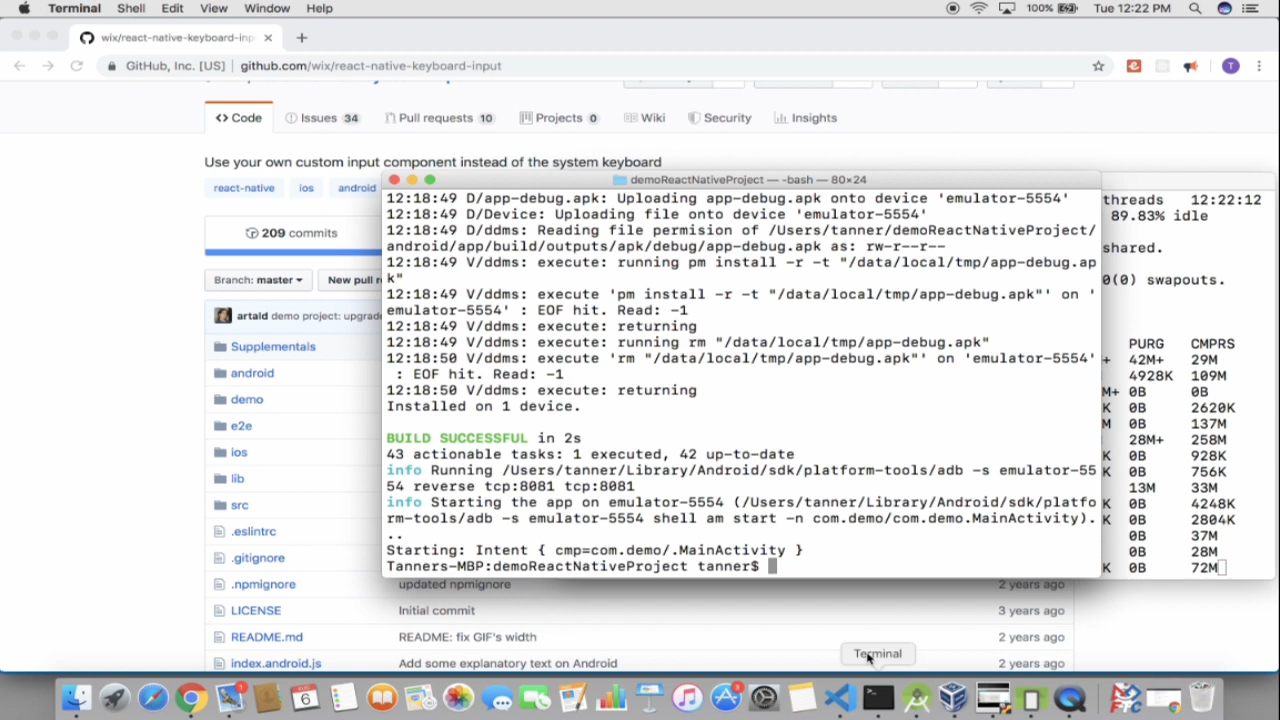 Terminal Shell Edit View Window Help 100% Tue 12:22 PM
wix/react-native-keyboard-inp
GitHub, Inc. [US] github.com/wix/react-native-keyboard-input T
Code Issues 34 Pull requests 10 Projects 0 Wiki Security Insights
Use your own custom input component instead of the system keyboard
react-native ios android
209 commits
Branch: master New pull r
artald demo project: upgrade
Supplementals
android
demo
e2e
ios
lib
src
.eslintrc
.gitignore
.npmignore updated npmignore 2 years ago
LICENSE Initial commit 3 years ago
README.md README: fix GIF's width 2 years ago
index.android.js Add some explanatory text on Android 2 years ago
demoReactNativeProject — -bash — 80×24
12:18:49 D/app-debug.apk: Uploading app-debug.apk onto device 'emulator-5554'
12:18:49 D/Device: Uploading file onto device 'emulator-5554'
12:18:49 D/ddms: Reading file permision of /Users/tanner/demoReactNativeProject/
android/app/build/outputs/apk/debug/app-debug.apk as: rw-r--r--
12:18:49 V/ddms: execute: running pm install -r -t "/data/local/tmp/app-debug.ap
k"
12:18:49 V/ddms: execute 'pm install -r -t "/data/local/tmp/app-debug.apk"' on '
emulator-5554' : EOF hit. Read: -1
12:18:49 V/ddms: execute: returning
12:18:49 V/ddms: execute: running rm "/data/local/tmp/app-debug.apk"
12:18:50 V/ddms: execute 'rm "/data/local/tmp/app-debug.apk"' on 'emulator-5554'
 : EOF hit. Read: -1
12:18:50 V/ddms: execute: returning
Installed on 1 device.
BUILD SUCCESSFUL in 2s
43 actionable tasks: 1 executed, 42 up-to-date
info Running /Users/tanner/Library/Android/sdk/platform-tools/adb -s emulator-55
54 reverse tcp:8081 tcp:8081
info Starting the app on emulator-5554 (/Users/tanner/Library/Android/sdk/platfo
rm-tools/adb -s emulator-5554 shell am start -n com.demo/com.demo.MainActivity).
..
Starting: Intent { cmp=com.demo/.MainActivity }
Tanners-MBP:demoReactNativeProject tanner$
threads 12:22:12
89.83% idle
shared.
0(0) swapouts.
PURG CMPRS
+ 42M+ 29M
4928K 109M
M+ 0B 0B
K 0B 2620K
K 0B 137M
28M+ 258M
K 0B 928K
K 0B 756K
13M 33M
K 0B 4248K
K 0B 2804K
K 0B 37M
K 0B 28M
K 0B 72M
Terminal